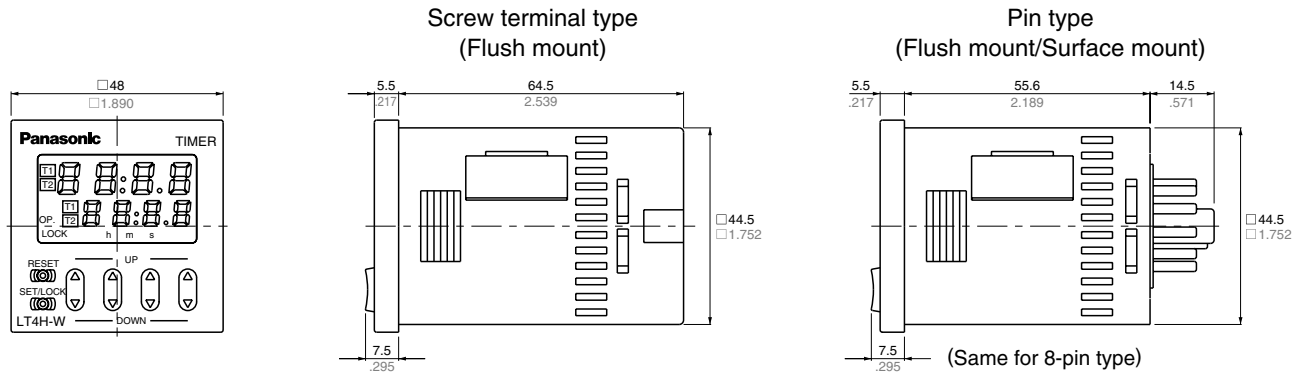 Screw terminal type
(Flush mount)
Pin type
(Flush mount/Surface mount)
□48
□1.890
5.5
.217
64.5
2.539
5.5
.217
55.6
2.189
14.5
.571
Panasonic
TIMER
T1
T2
T1
T2
OP.
LOCK
h m s
RESET
UP
SET/LOCK
DOWN
LT4H-W
□44.5
□1.752
□44.5
□1.752
7.5
.295
7.5
.295
(Same for 8-pin type)